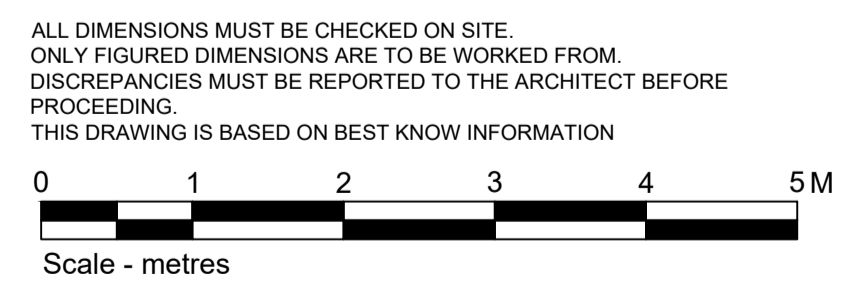 ALL DIMENSIONS MUST BE CHECKED ON SITE.
ONLY FIGURED DIMENSIONS ARE TO BE WORKED FROM.
DISCREPANCIES MUST BE REPORTED TO THE ARCHITECT BEFORE
PROCEEDING.
THIS DRAWING IS BASED ON BEST KNOW INFORMATION
0 1 2 3 4 5 M
Scale - metres